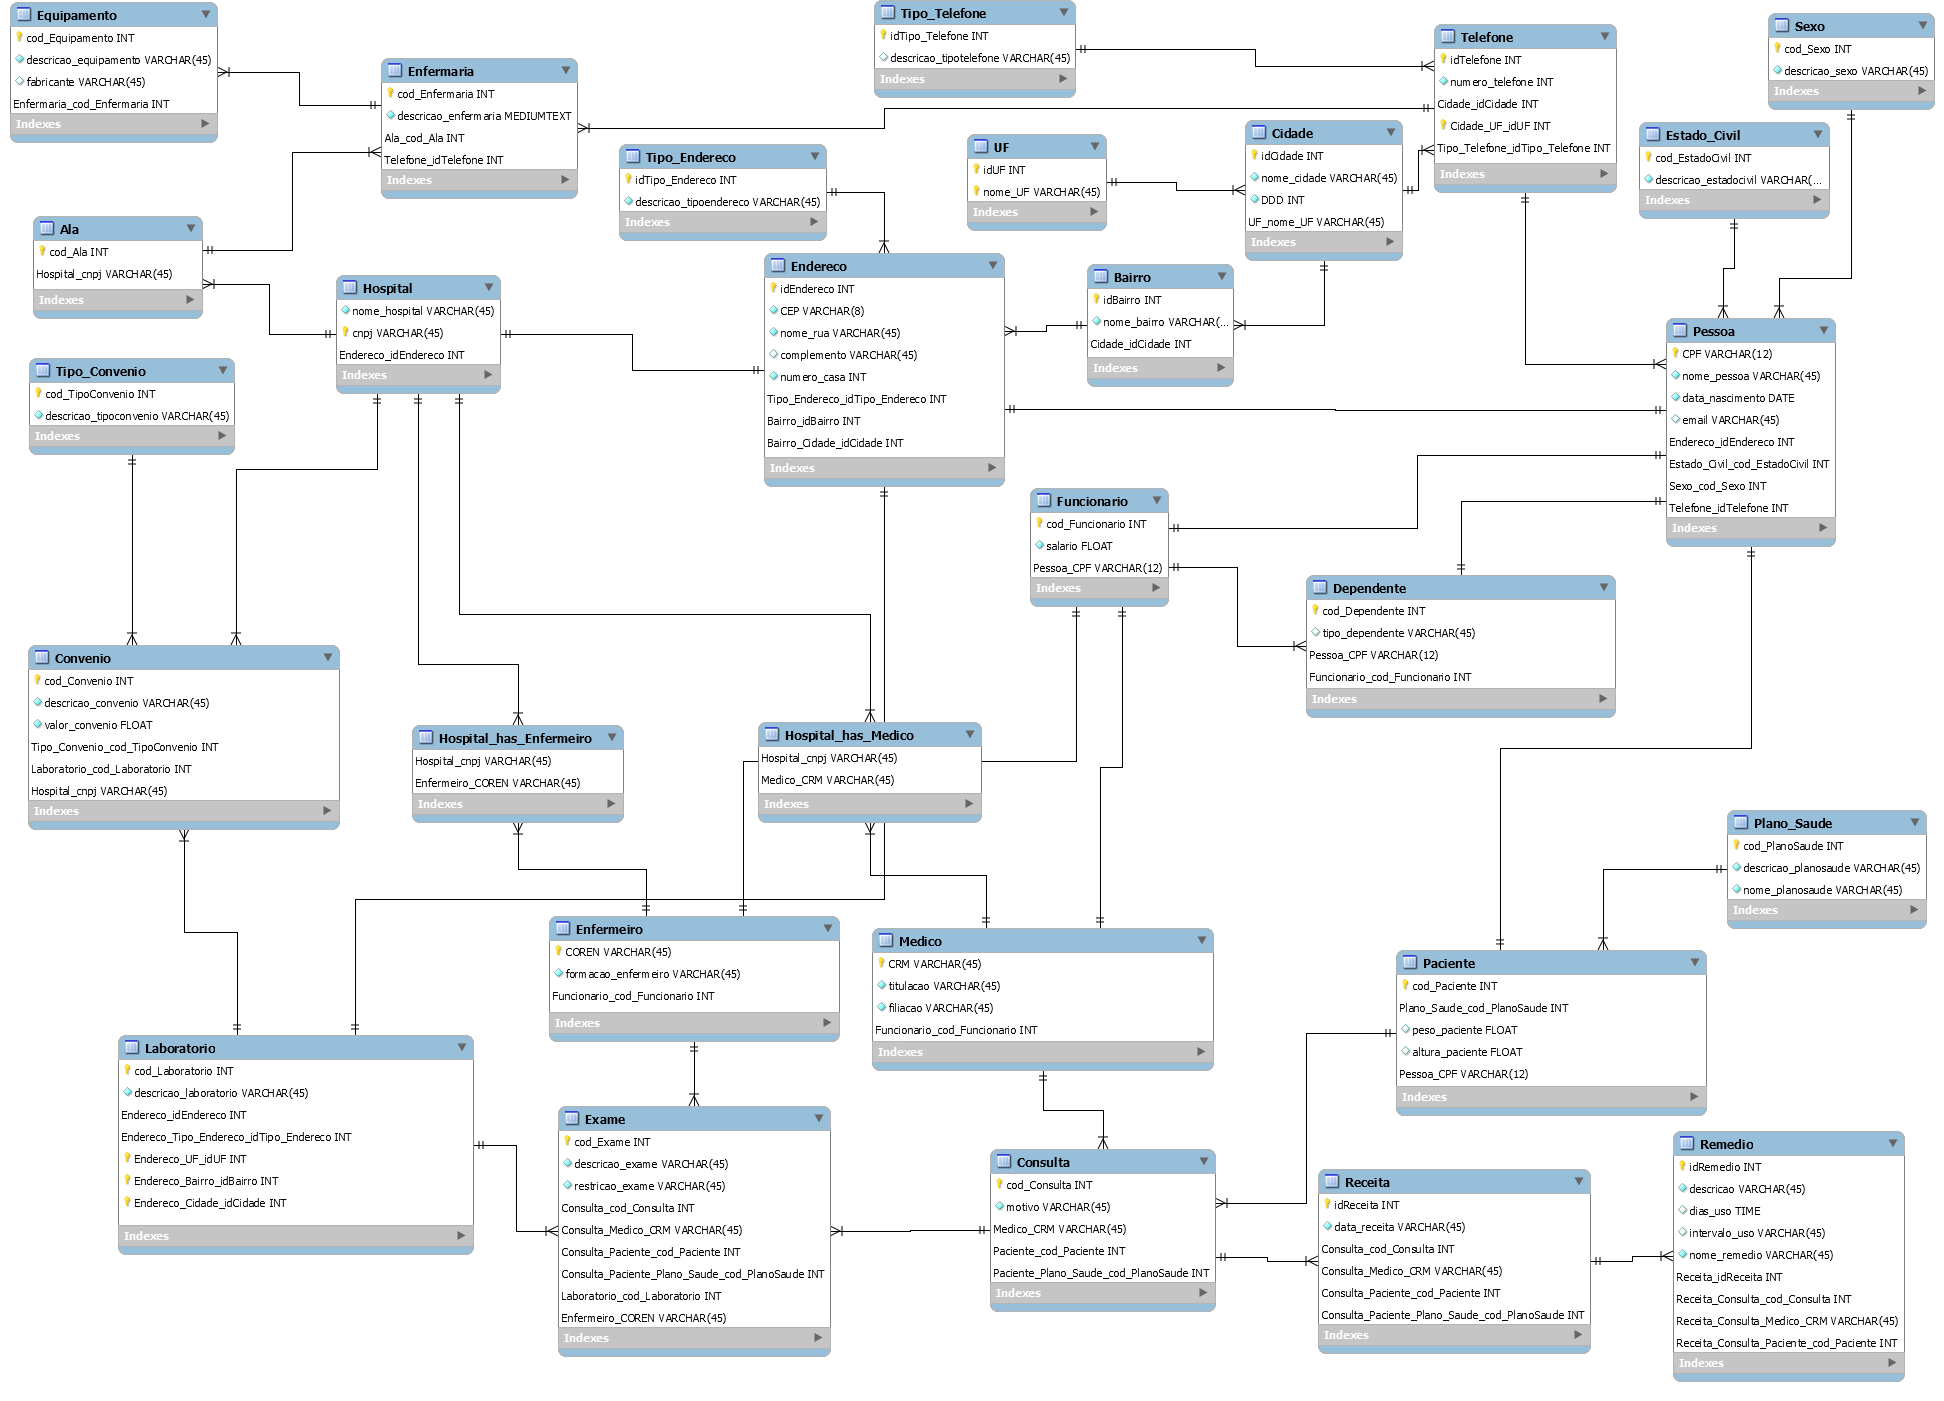 Equipamento
cod_Equipamento INT
descricao_equipamento VARCHAR(45)
fabricante VARCHAR(45)
Enfermaria_cod_Enfermaria INT
Indexes
Enfermaria
cod_Enfermaria INT
descricao_enfermaria MEDIUMTEXT
Ala_cod_Ala INT
Telefone_idTelefone INT
Indexes
Tipo_Telefone
idTipo_Telefone INT
descricao_tipotelefone VARCHAR(45)
Indexes
Telefone
idTelefone INT
numero_telefone INT
Cidade_idCidade INT
Cidade_UF_idUF INT
Tipo_Telefone_idTipo_Telefone INT
Indexes
Sexo
cod_Sexo INT
descricao_sexo VARCHAR(45)
Indexes
Estado_Civil
cod_EstadoCivil INT
descricao_estadocivil VARCHAR(...
Indexes
Tipo_Endereco
idTipo_Endereco INT
descricao_tipoendereco VARCHAR(45)
Indexes
UF
idUF INT
nome_UF VARCHAR(45)
Indexes
Cidade
idCidade INT
nome_cidade VARCHAR(45)
DDD INT
UF_nome_UF VARCHAR(45)
Indexes
Ala
cod_Ala INT
Hospital_cnpj VARCHAR(45)
Indexes
Hospital
nome_hospital VARCHAR(45)
cnpj VARCHAR(45)
Endereco_idEndereco INT
Indexes
Endereco
idEndereco INT
CEP VARCHAR(8)
nome_rua VARCHAR(45)
complemento VARCHAR(45)
numero_casa INT
Tipo_Endereco_idTipo_Endereco INT
Bairro_idBairro INT
Bairro_Cidade_idCidade INT
Indexes
Bairro
idBairro INT
nome_bairro VARCHAR(...
Cidade_idCidade INT
Indexes
Pessoa
CPF VARCHAR(12)
nome_pessoa VARCHAR(45)
data_nascimento DATE
email VARCHAR(45)
Endereco_idEndereco INT
Estado_Civil_cod_EstadoCivil INT
Sexo_cod_Sexo INT
Telefone_idTelefone INT
Indexes
Tipo_Convenio
cod_TipoConvenio INT
descricao_tipoconvenio VARCHAR(45)
Indexes
Funcionario
cod_Funcionario INT
salario FLOAT
Pessoa_CPF VARCHAR(12)
Indexes
Dependente
cod_Dependente INT
tipo_dependente VARCHAR(45)
Pessoa_CPF VARCHAR(12)
Funcionario_cod_Funcionario INT
Indexes
Convenio
cod_Convenio INT
descricao_convenio VARCHAR(45)
valor_convenio FLOAT
Tipo_Convenio_cod_TipoConvenio INT
Laboratorio_cod_Laboratorio INT
Hospital_cnpj VARCHAR(45)
Indexes
Hospital_has_Enfermeiro
Hospital_cnpj VARCHAR(45)
Enfermeiro_COREN VARCHAR(45)
Indexes
Hospital_has_Medico
Hospital_cnpj VARCHAR(45)
Medico_CRM VARCHAR(45)
Indexes
Plano_Saude
cod_PlanoSaude INT
descricao_planosaude VARCHAR(45)
nome_planosaude VARCHAR(45)
Indexes
Enfermeiro
COREN VARCHAR(45)
formacao_enfermeiro VARCHAR(45)
Funcionario_cod_Funcionario INT
Indexes
Medico
CRM VARCHAR(45)
titulacao VARCHAR(45)
filiacao VARCHAR(45)
Funcionario_cod_Funcionario INT
Indexes
Paciente
cod_Paciente INT
Plano_Saude_cod_PlanoSaude INT
peso_paciente FLOAT
altura_paciente FLOAT
Pessoa_CPF VARCHAR(12)
Indexes
Laboratorio
cod_Laboratorio INT
descricao_laboratorio VARCHAR(45)
Endereco_idEndereco INT
Endereco_Tipo_Endereco_idTipo_Endereco INT
Endereco_UF_idUF INT
Endereco_Bairro_idBairro INT
Endereco_Cidade_idCidade INT
Indexes
Exame
cod_Exame INT
descricao_exame VARCHAR(45)
restricao_exame VARCHAR(45)
Consulta_cod_Consulta INT
Consulta_Medico_CRM VARCHAR(45)
Consulta_Paciente_cod_Paciente INT
Consulta_Paciente_Plano_Saude_cod_PlanoSaude INT
Laboratorio_cod_Laboratorio INT
Enfermeiro_COREN VARCHAR(45)
Indexes
Consulta
cod_Consulta INT
motivo VARCHAR(45)
Medico_CRM VARCHAR(45)
Paciente_cod_Paciente INT
Paciente_Plano_Saude_cod_PlanoSaude INT
Indexes
Receita
idReceita INT
data_receita VARCHAR(45)
Consulta_cod_Consulta INT
Consulta_Medico_CRM VARCHAR(45)
Consulta_Paciente_cod_Paciente INT
Consulta_Paciente_Plano_Saude_cod_PlanoSaude INT
Indexes
Remedio
idRemedio INT
descricao VARCHAR(45)
dias_uso TIME
intervalo_uso VARCHAR(45)
nome_remedio VARCHAR(45)
Receita_idReceita INT
Receita_Consulta_cod_Consulta INT
Receita_Consulta_Medico_CRM VARCHAR(45)
Receita_Consulta_Paciente_cod_Paciente INT
Indexes